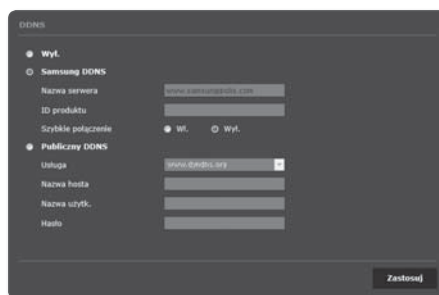 DDNS
Wył.
Samsung DDNS
Nazwa serwera www.samsungddns.com
ID produktu
Szybkie połączenie Wł. Wył.
Publiczny DDNS
Usługa www.dyndns.org
Nazwa hosta
Nazwa użytk.
Hasło
Zastosuj